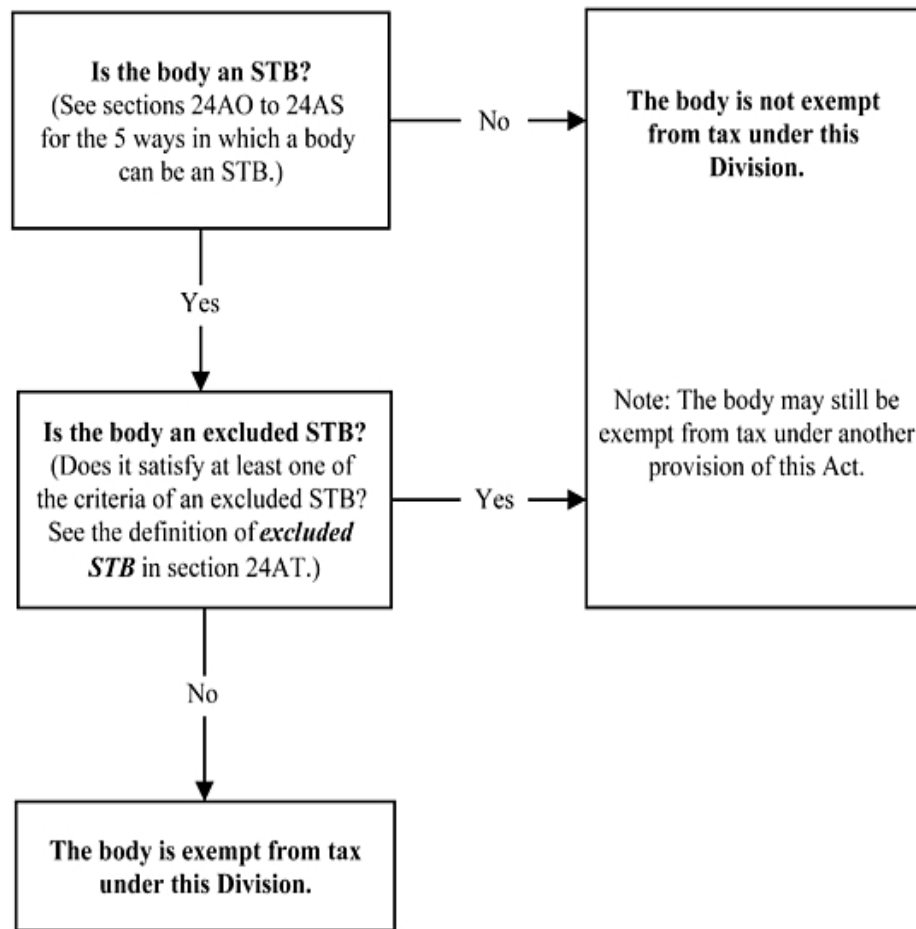 Is the body an STB?
(See sections 24AO to 24AS
for the 5 ways in which a body
can be an STB.)
No
The body is not exempt
from tax under this
Division.
Note: The body may still be
exempt from tax under another
provision of this Act.
Yes
Is the body an excluded STB?
(Does it satisfy at least one of
the criteria of an excluded STB?
See the definition of excluded
STB in section 24AT.)
Yes
No
The body is exempt from tax
under this Division.